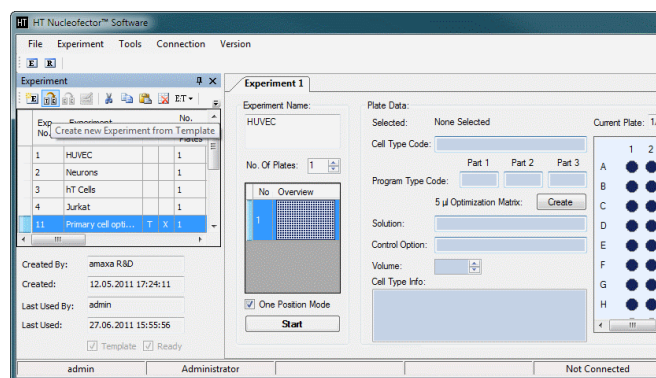 HT HT Nucleofector™ Software
File Experiment Tools Connection Version
E R
Experiment
E.T
Exp No.
No. Plates
Create new Experiment from Template
1 HUVEC 1
2 Neurons 1
3 hT Cells 1
4 Jurkat 1
11 Primary cell opti... T X 1
Created By: amaxa R&D
Created: 12.05.2011 17:24:11
Last Used By: admin
Last Used: 27.06.2011 15:55:56
Template Ready
Experiment 1
Experiment Name:
HUVEC
No. Of Plates: 1
No Overview
1
One Position Mode
Start
Plate Data:
Selected: None Selected
Cell Type Code:
Part 1 Part 2 Part 3
Program Type Code:
5 µl Optimization Matrix: Create
Solution:
Control Option:
Volume:
Cell Type Info:
Current Plate: 1
1 2
A
B
C
D
E
F
G
H
admin Administrator Not Connected